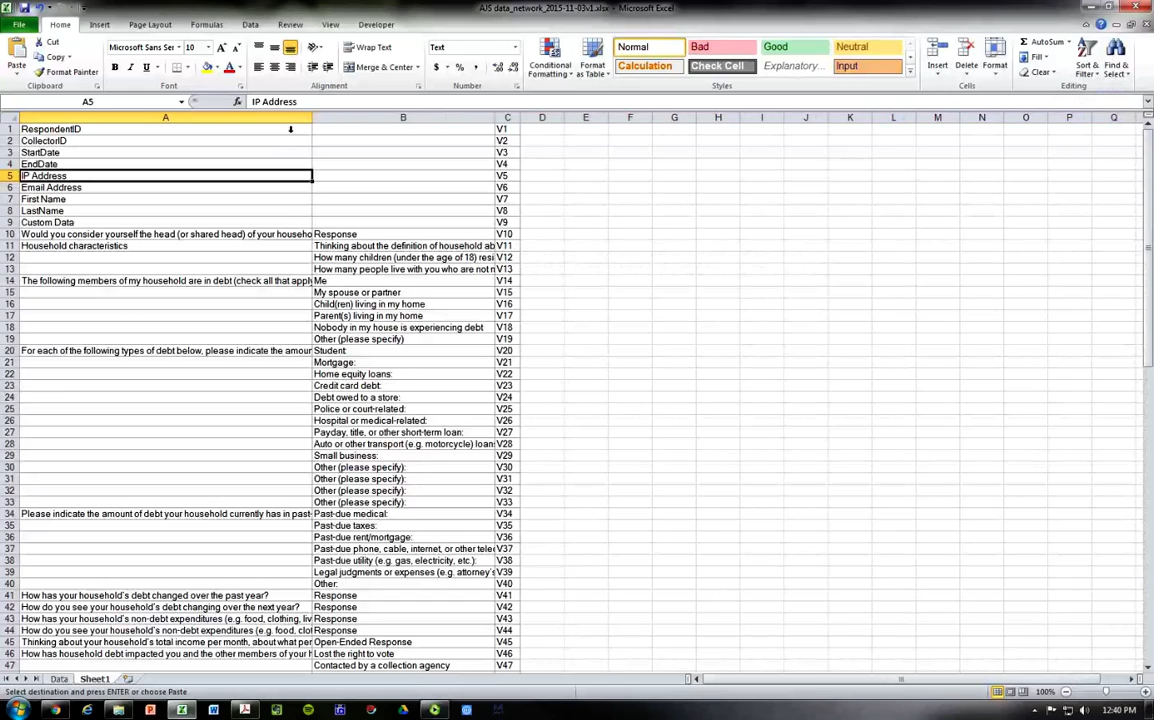 AJS data_network_2015-11-03v1.xlsx - Microsoft Excel
File Home Insert Page Layout Formulas Data Review View Developer
Cut
Copy
Format Painter
Paste
Clipboard
Microsoft Sans Ser 10
B I U
Font
Wrap Text
Merge & Center
Alignment
Text
$ % ,
Number
Conditional Formatting
Format as Table
Normal Bad Good Neutral
Calculation Check Cell Explanatory... Input
Styles
Insert Delete Format
Cells
AutoSum
Fill
Clear
Sort & Filter
Find & Select
Editing
A5 fx IP Address
A B C D E F G H I J K L M N O P Q
1 RespondentID V1
2 CollectorID V2
3 StartDate V3
4 EndDate V4
5 IP Address V5
6 Email Address V6
7 First Name V7
8 LastName V8
9 Custom Data V9
10 Would you consider yourself the head (or shared head) of your househo Response V10
11 Household characteristics Thinking about the definition of household ab V11
12 How many children (under the age of 18) resi V12
13 How many people live with you who are not n V13
14 The following members of my household are in debt (check all that apply Me V14
15 My spouse or partner V15
16 Child(ren) living in my home V16
17 Parent(s) living in my home V17
18 Nobody in my house is experiencing debt V18
19 Other (please specify) V19
20 For each of the following types of debt below, please indicate the amour Student: V20
21 Mortgage: V21
22 Home equity loans: V22
23 Credit card debt: V23
24 Debt owed to a store: V24
25 Police or court-related: V25
26 Hospital or medical-related: V26
27 Payday, title, or other short-term loan: V27
28 Auto or other transport (e.g. motorcycle) loan V28
29 Small business: V29
30 Other (please specify): V30
31 Other (please specify): V31
32 Other (please specify): V32
33 Other (please specify): V33
34 Please indicate the amount of debt your household currently has in past- Past-due medical: V34
35 Past-due taxes: V35
36 Past-due rent/mortgage: V36
37 Past-due phone, cable, internet, or other tele V37
38 Past-due utility (e.g. gas, electricity, etc.): V38
39 Legal judgments or expenses (e.g. attorney's V39
40 Other: V40
41 How has your household's debt changed over the past year? Response V41
42 How do you see your household's debt changing over the next year? Response V42
43 How has your household's non-debt expenditures (e.g. food, clothing, liv Response V43
44 How do you see your household's non-debt expenditures (e.g. food, clot Response V44
45 Thinking about your household's total income per month, about what per Open-Ended Response V45
46 How has household debt impacted you and the other members of your h Lost the right to vote V46
47 Contacted by a collection agency V47
Data Sheet1
Select destination and press ENTER or choose Paste 100%
12:40 PM